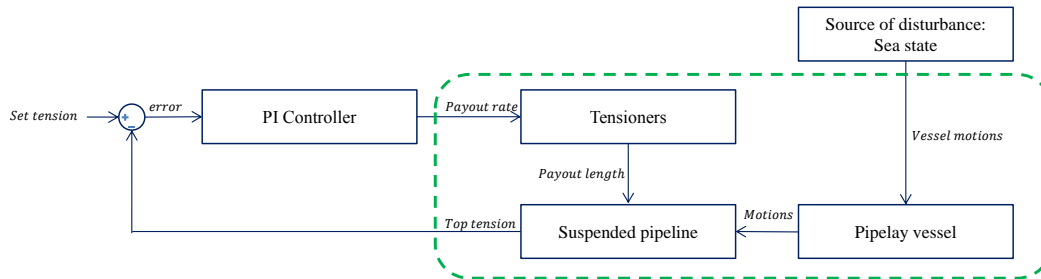 Source of disturbance:
Sea state
Set tension
+
−
error
PI Controller
Payout rate
Tensioners
Vessel motions
Payout length
Top tension
Suspended pipeline
Motions
Pipelay vessel